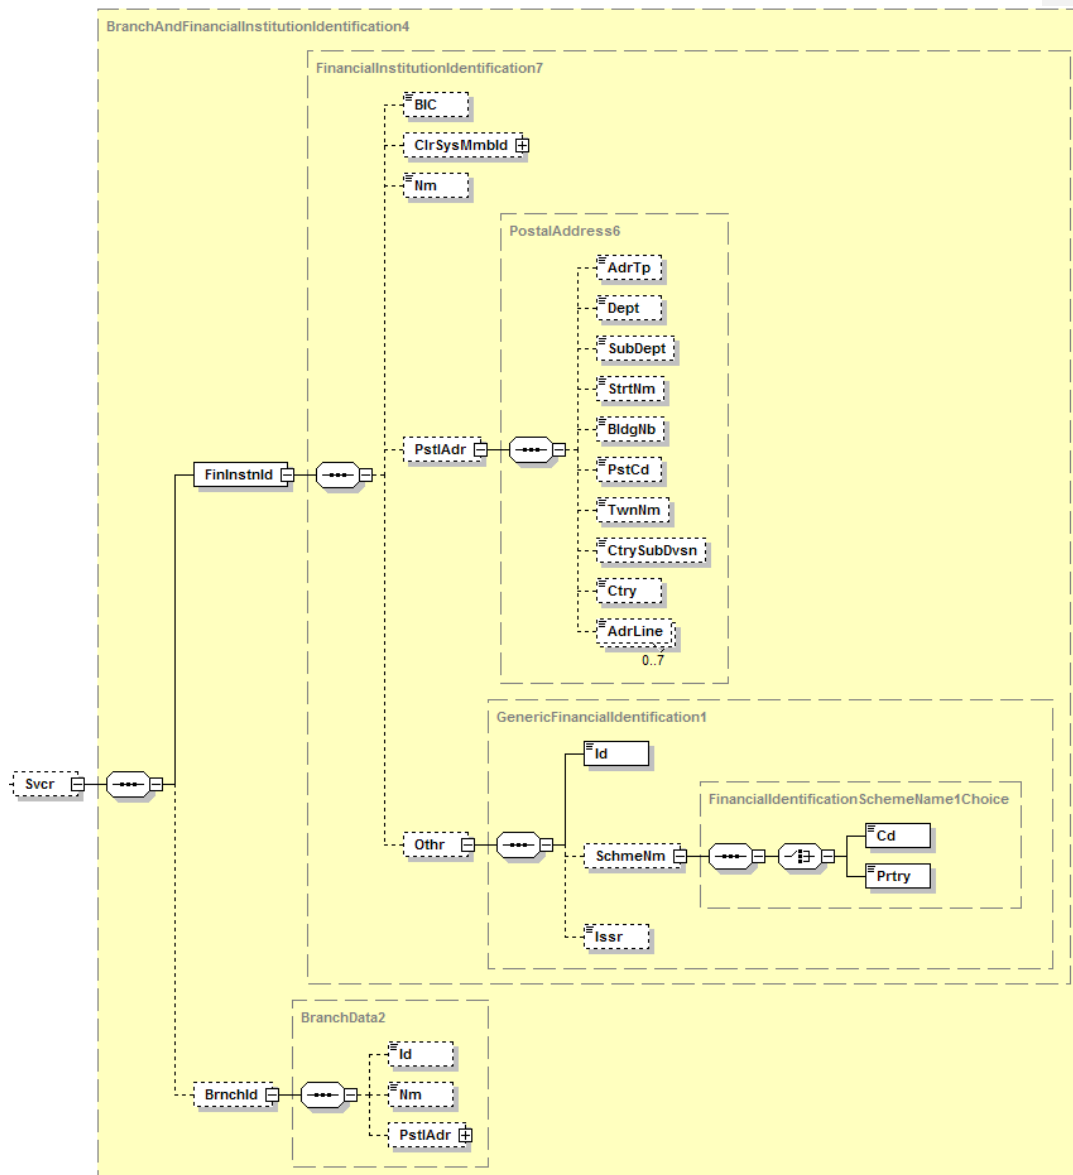 BranchAndFinancialInstitutionIdentification4
FinancialInstitutionIdentification7
BIC
ClrSysMmbId
Nm
PostalAddress6
AdrTp
Dept
SubDept
StrtNm
BldgNb
PstlAdr
PstCd
FinInstnId
TwnNm
CtrySubDvsn
Ctry
AdrLine
0..7
GenericFinancialIdentification1
Id
Svcr
FinancialIdentificationSchemeName1Choice
Cd
Othr
SchmeNm
Prtry
Issr
BranchData2
Id
BrnchId
Nm
PstlAdr